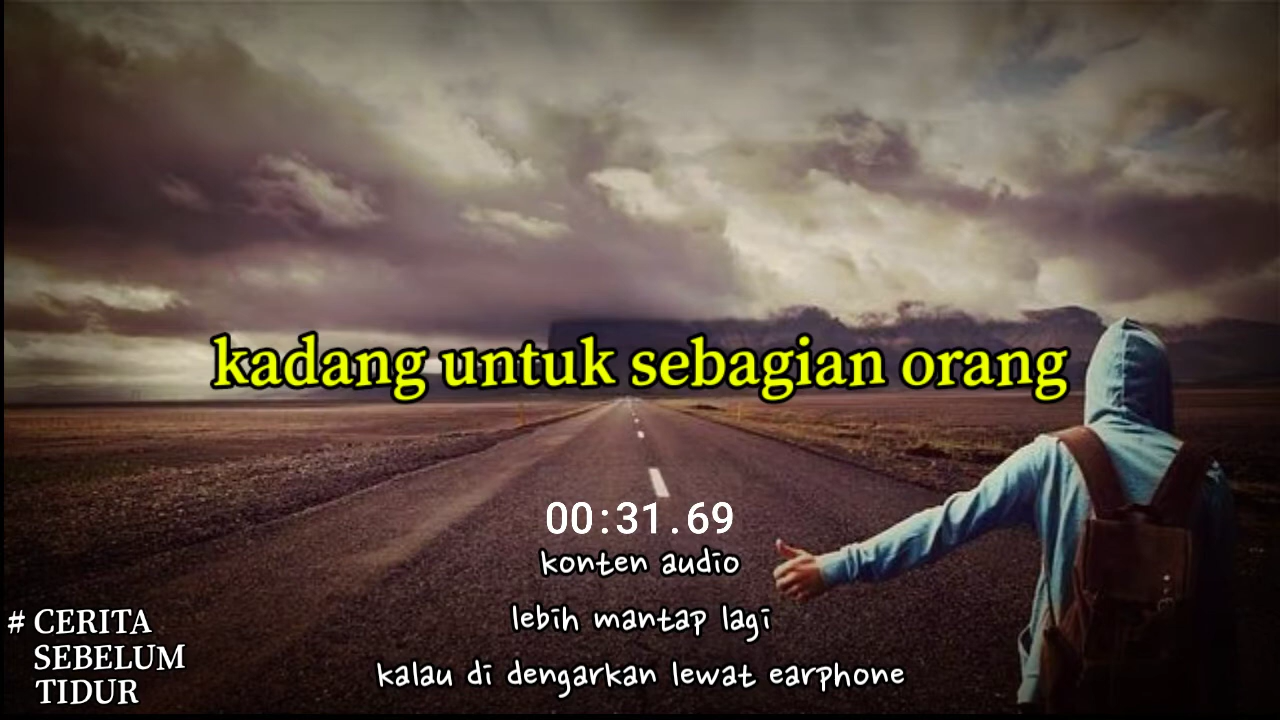 kadang untuk sebagian orang
00:31.69
konten audio
lebih mantap lagi
kalau di dengarkan lewat earphone
# CERITA
SEBELUM
TIDUR